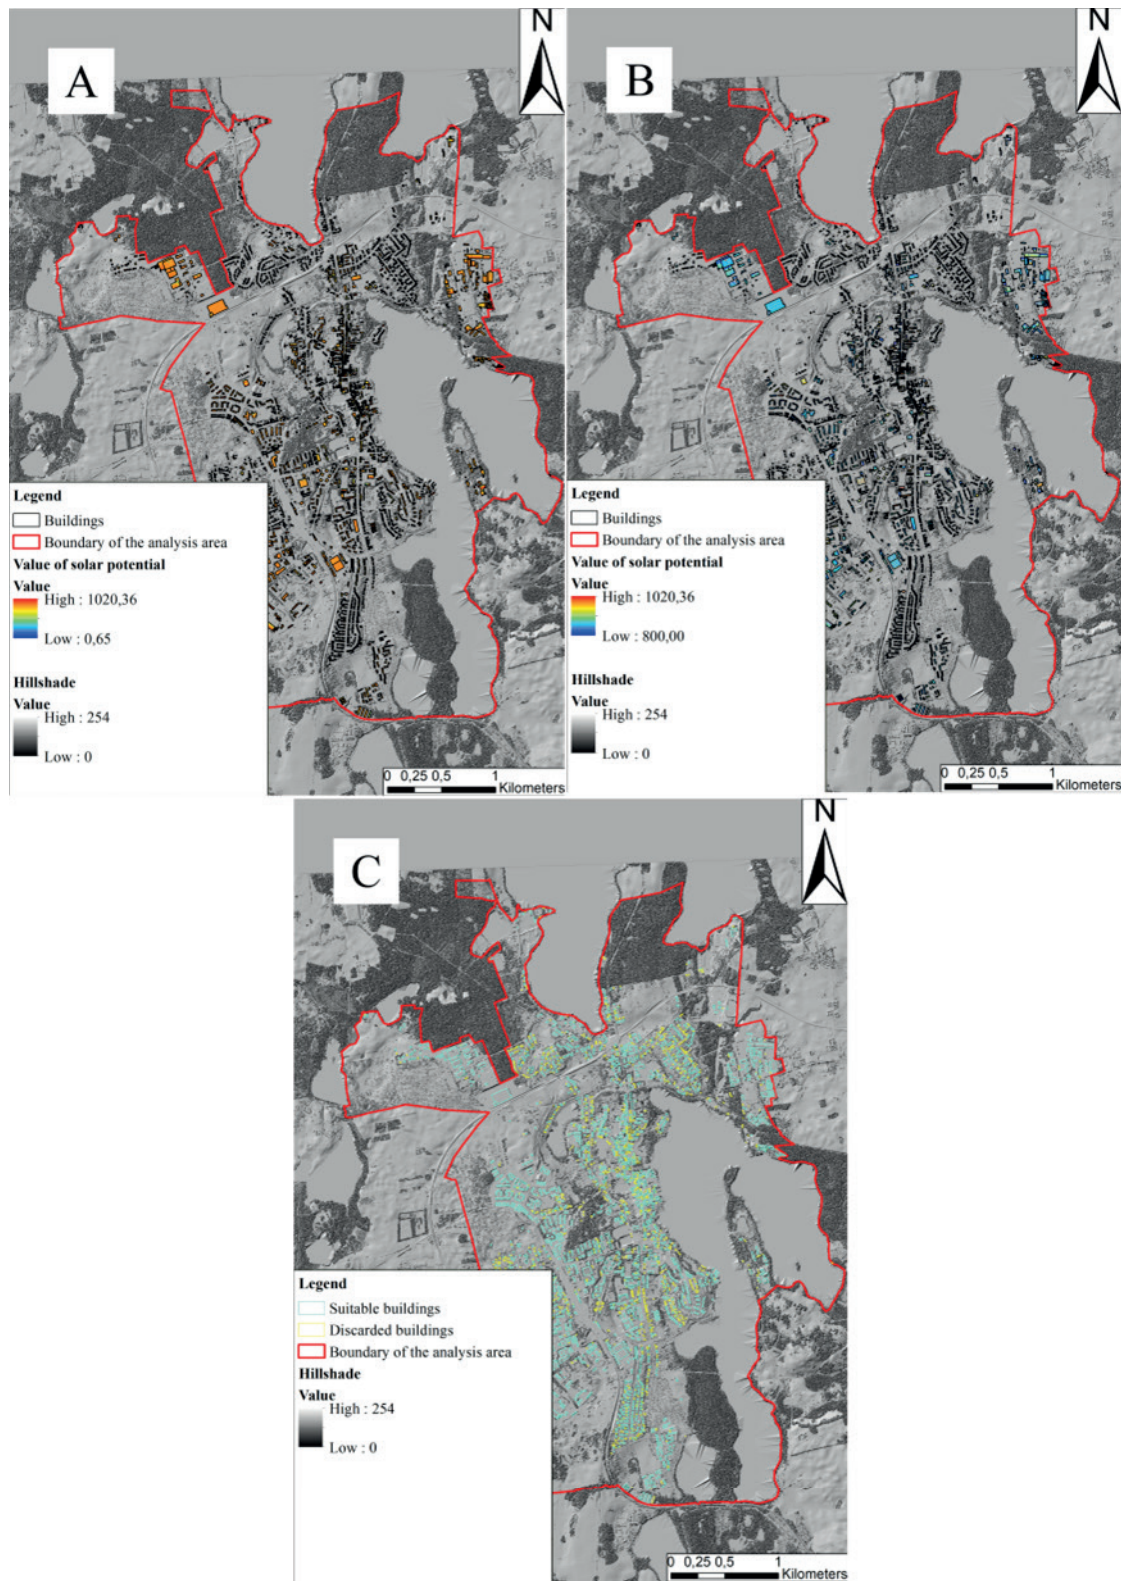 A
N
Legend
Buildings
Boundary of the analysis area
Value of solar potential
Value
High : 1020,36
Low : 0,65
Hillshade
Value
High : 254
Low : 0
0 0,25 0,5 1
Kilometers
B
N
Legend
Buildings
Boundary of the analysis area
Value of solar potential
Value
High : 1020,36
Low : 800,00
Hillshade
Value
High : 254
Low : 0
0 0,25 0,5 1
Kilometers
C
N
Legend
Suitable buildings
Discarded buildings
Boundary of the analysis area
Hillshade
Value
High : 254
Low : 0
0 0,25 0,5 1
Kilometers